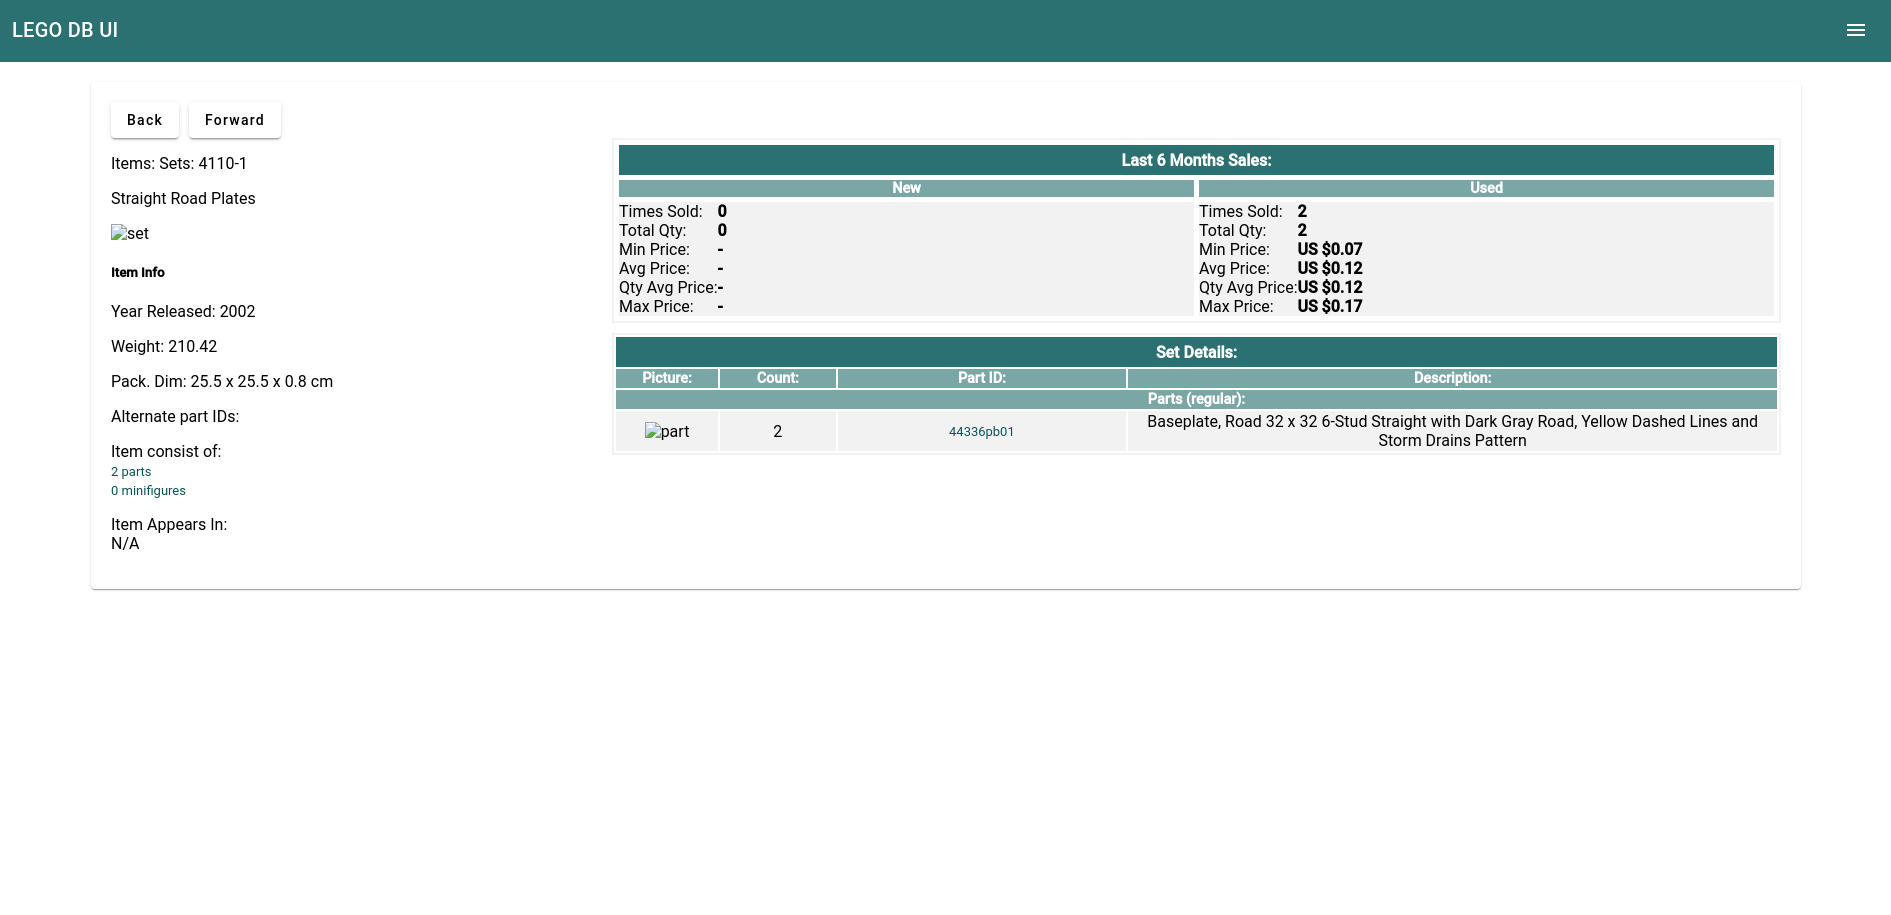 LEGO DB UI
Back Forward
Items: Sets: 4110-1
Straight Road Plates
set
Item Info
Year Released: 2002
Weight: 210.42
Pack. Dim: 25.5 x 25.5 x 0.8 cm
Alternate part IDs:
Item consist of:
2 parts
0 minifigures
Item Appears In:
N/A
Last 6 Months Sales:
New Used
Times Sold: 0 Times Sold: 2
Total Qty: 0 Total Qty: 2
Min Price: - Min Price: US $0.07
Avg Price: - Avg Price: US $0.12
Qty Avg Price: - Qty Avg Price: US $0.12
Max Price: - Max Price: US $0.17
Set Details:
Picture: Count: Part ID: Description:
Parts (regular):
part 2 44336pb01 Baseplate, Road 32 x 32 6-Stud Straight with Dark Gray Road, Yellow Dashed Lines and
Storm Drains Pattern